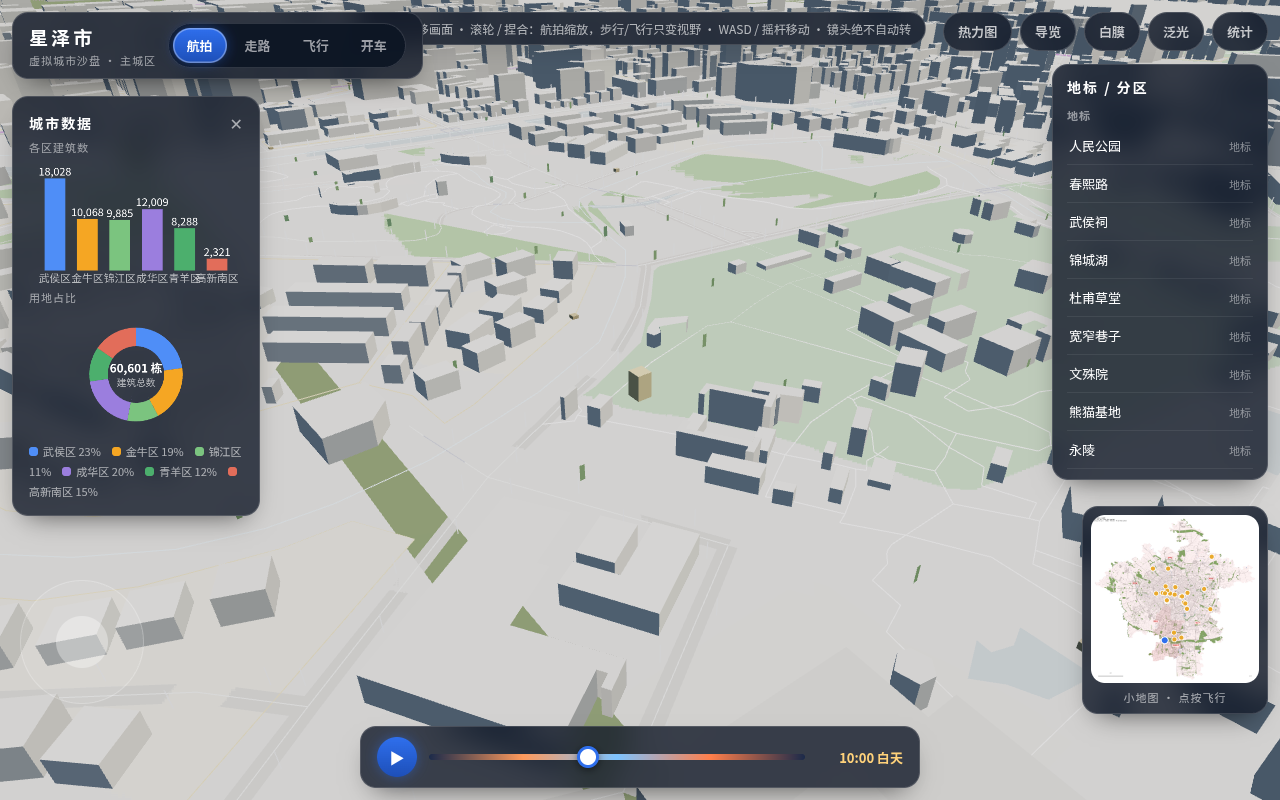 星泽市
虚拟城市沙盘 · 主城区
航拍
走路
飞行
开车
画面 · 滚轮 / 捏合：航拍缩放，步行/飞行只变视野 · WASD / 摇杆移动 · 镜头绝不自动转
热力图
导览
白膜
泛光
统计
城市数据
✕
各区建筑数
18,028
10,068
9,885
12,009
8,288
2,321
武侯区
金牛区
锦江区
成华区
青羊区
高新南区
用地占比
60,601 栋
建筑总数
武侯区 23% 金牛区 19% 锦江区
11% 成华区 20% 青羊区 12%
高新南区 15%
地标 / 分区
地标
人民公园 地标
春熙路 地标
武侯祠 地标
锦城湖 地标
杜甫草堂 地标
宽窄巷子 地标
文殊院 地标
熊猫基地 地标
永陵 地标
小地图 · 点按飞行
10:00 白天